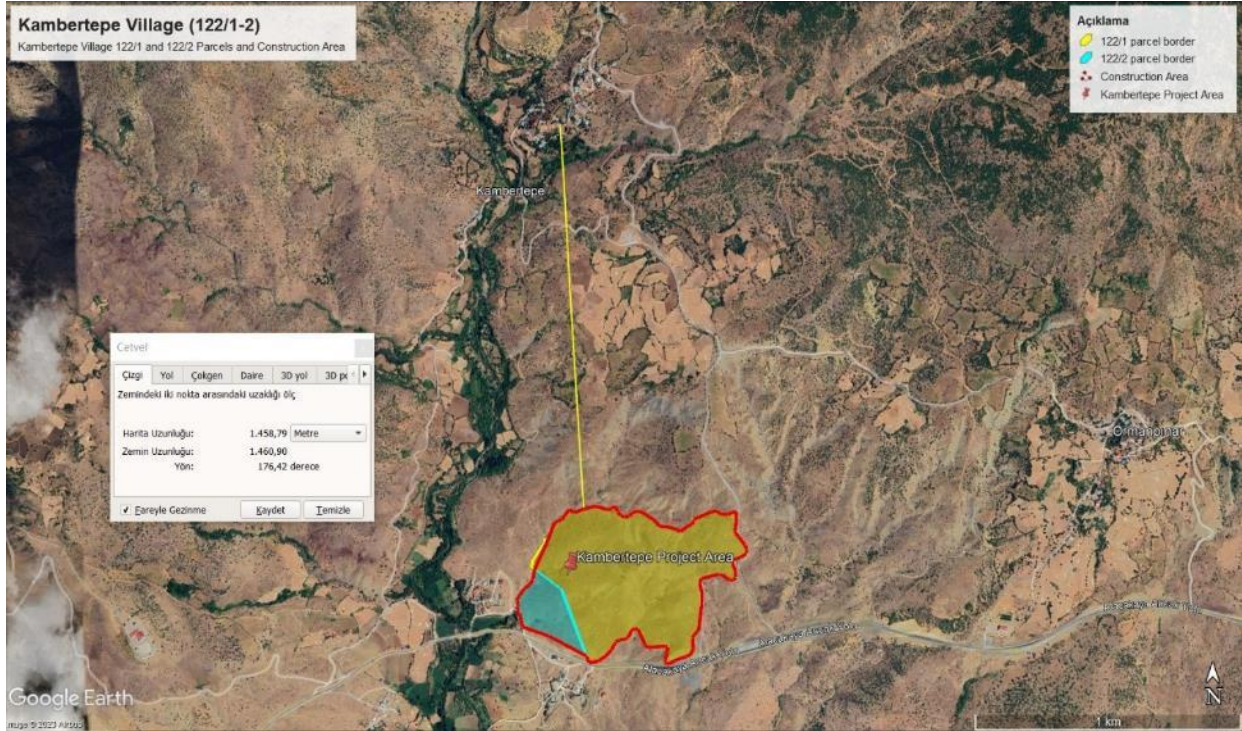 Kambertepe Village (122/1-2)
Kambertepe Village 122/1 and 122/2 Parcels and Construction Area
Açıklama
122/1 parcel border
122/2 parcel border
Construction Area
Kambertepe Project Area
Kambertepe
Cetvel
Çizgi Yol Çokgen Daire 3D yol
Zemindeki iki nokta arasındaki uzaklığı ölç
Harita Uzunluğu: 1.458,79 Metre
Zemin Uzunluğu: 1.460,90
Yön: 176,42 derece
Fareyle Gezinme Kaydet Temizle
Kambertepe Project Area
Google Earth
© 2023 Airbus
1 km
N